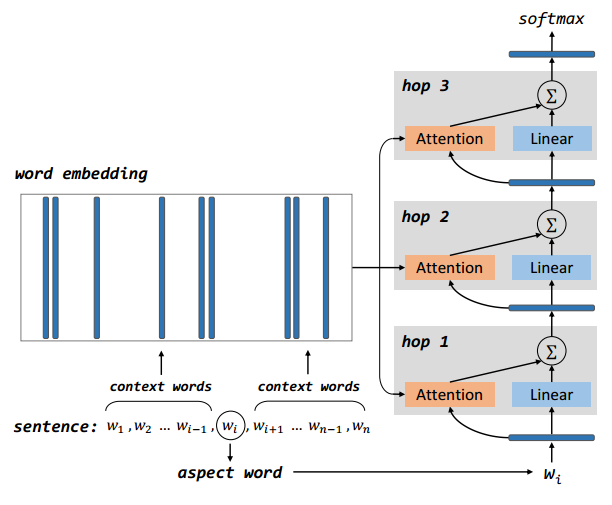 softmax
hop 3
Σ
Attention
Linear
word embedding
hop 2
Σ
Attention
Linear
hop 1
Σ
Attention
Linear
context words
context words
sentence: w₁,w₂ … wᵢ₋₁, wᵢ, wᵢ₊₁ … wₙ₋₁,wₙ
aspect word
wᵢ